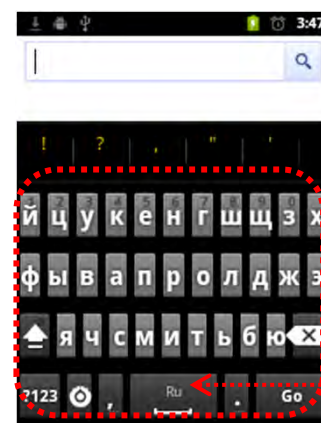 3:47
! ? , " '
й ц у к е н г ш щ з х
ф ы в а п р о л д ж э
я ч с м и т ь б ю
?123 , Ru . Go